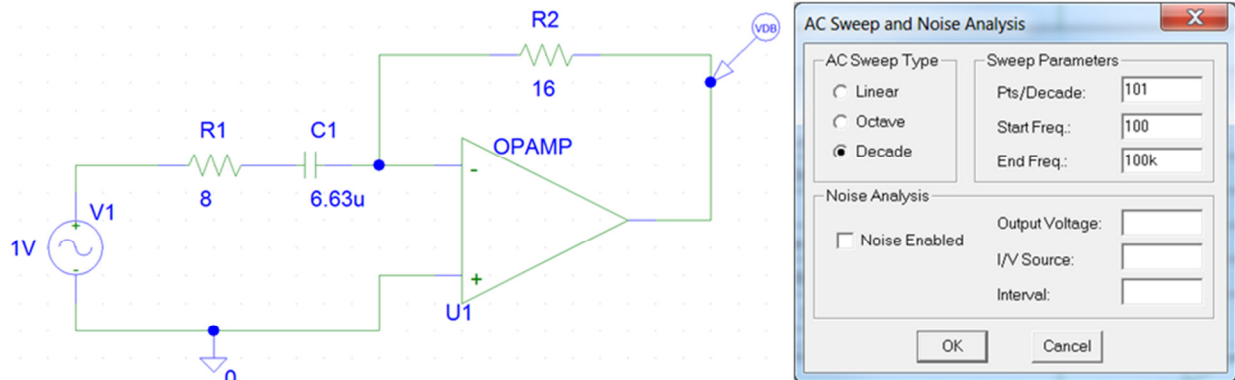 R2
VDB
16
R1
C1
OPAMP
-
8
6.63u
V1
+
1V
-
+
U1
0
AC Sweep and Noise Analysis
X
AC Sweep Type
Linear
Octave
Decade
Sweep Parameters
Pts/Decade: 101
Start Freq.: 100
End Freq.: 100k
Noise Analysis
Noise Enabled
Output Voltage:
I/V Source:
Interval:
OK
Cancel